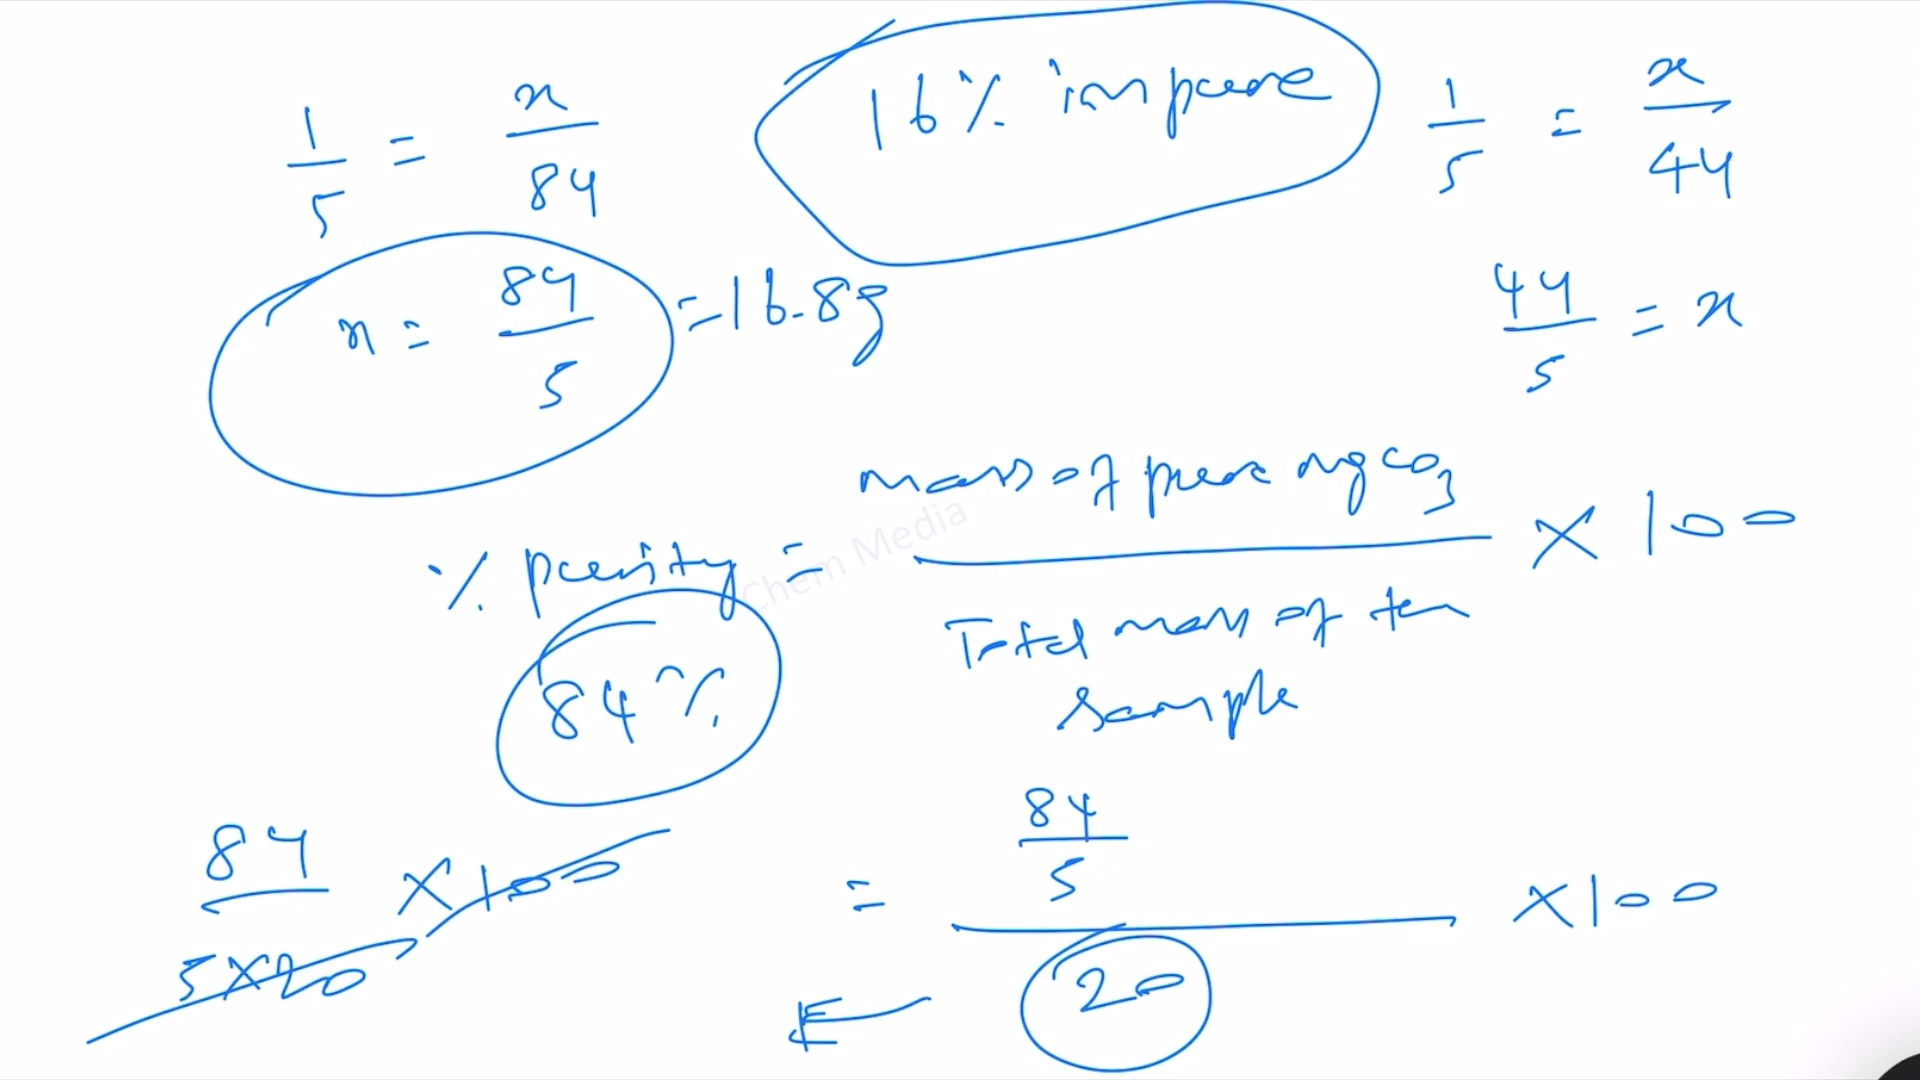 1/5 = x/84
16% impure
1/5 = x/44
x = 84/5 = 16.8g
44/5 = x
% purity = mass of pure MgCO3 / Total mass of the sample × 100
84%
= 84/5 / 20 × 100
84 / 5×20 × 100
Chem Media